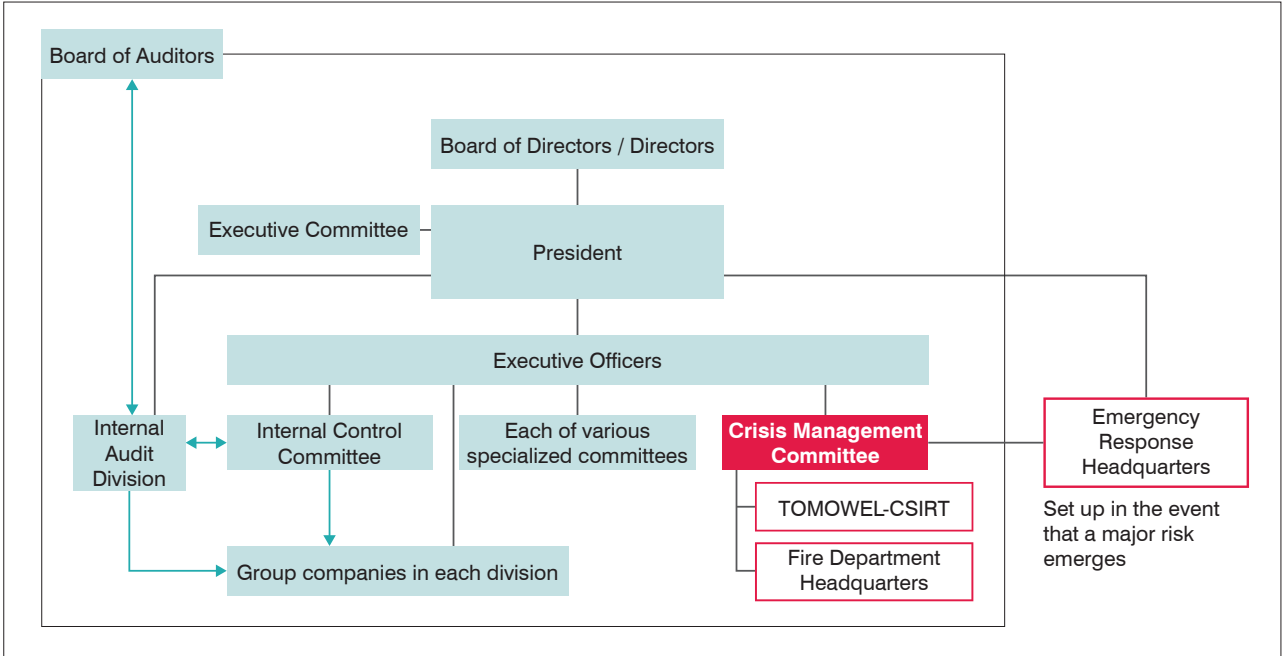 Board of Auditors
Board of Directors / Directors
Executive Committee
President
Executive Officers
Internal
Audit
Division
Internal Control
Committee
Each of various
specialized committees
Crisis Management
Committee
Emergency
Response
Headquarters
TOMOWEL-CSIRT
Set up in the event
that a major risk
emerges
Fire Department
Headquarters
Group companies in each division